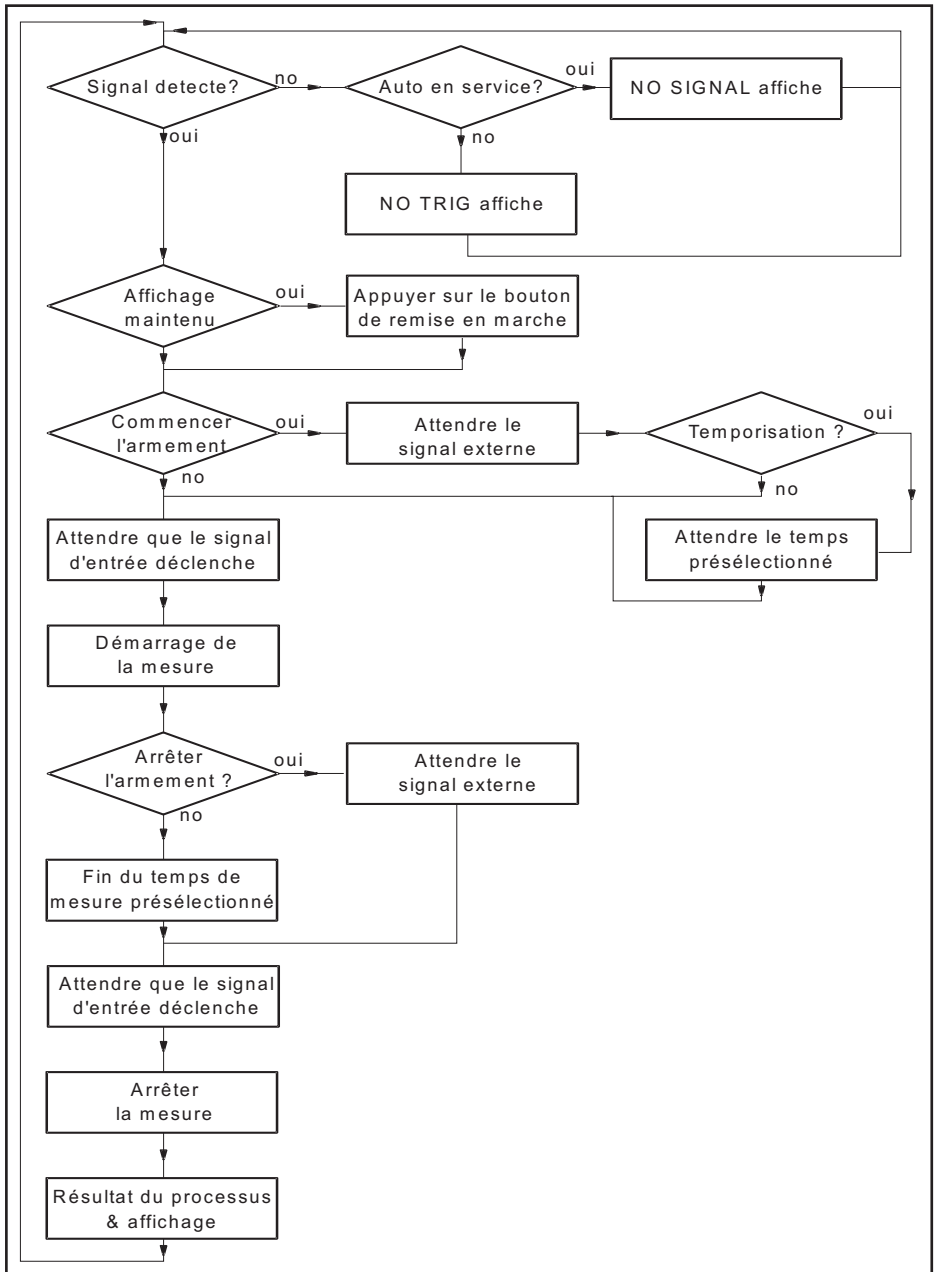 Signal detecte?
no
Auto en service?
oui
NO SIGNAL affiche
oui
no
NO TRIG affiche
Affichage
maintenu
oui
Appuyer sur le bouton
de remise en marche
Commencer
l'armement
oui
Attendre le
signal externe
Temporisation ?
oui
no
no
Attendre que le signal
d'entrée déclenche
Attendre le temps
présélectionné
Démarrage de
la mesure
Arrêter
l'armement ?
oui
Attendre le
signal externe
no
Fin du temps de
mesure présélectionné
Attendre que le signal
d'entrée déclenche
Arrêter
la mesure
Résultat du processus
& affichage